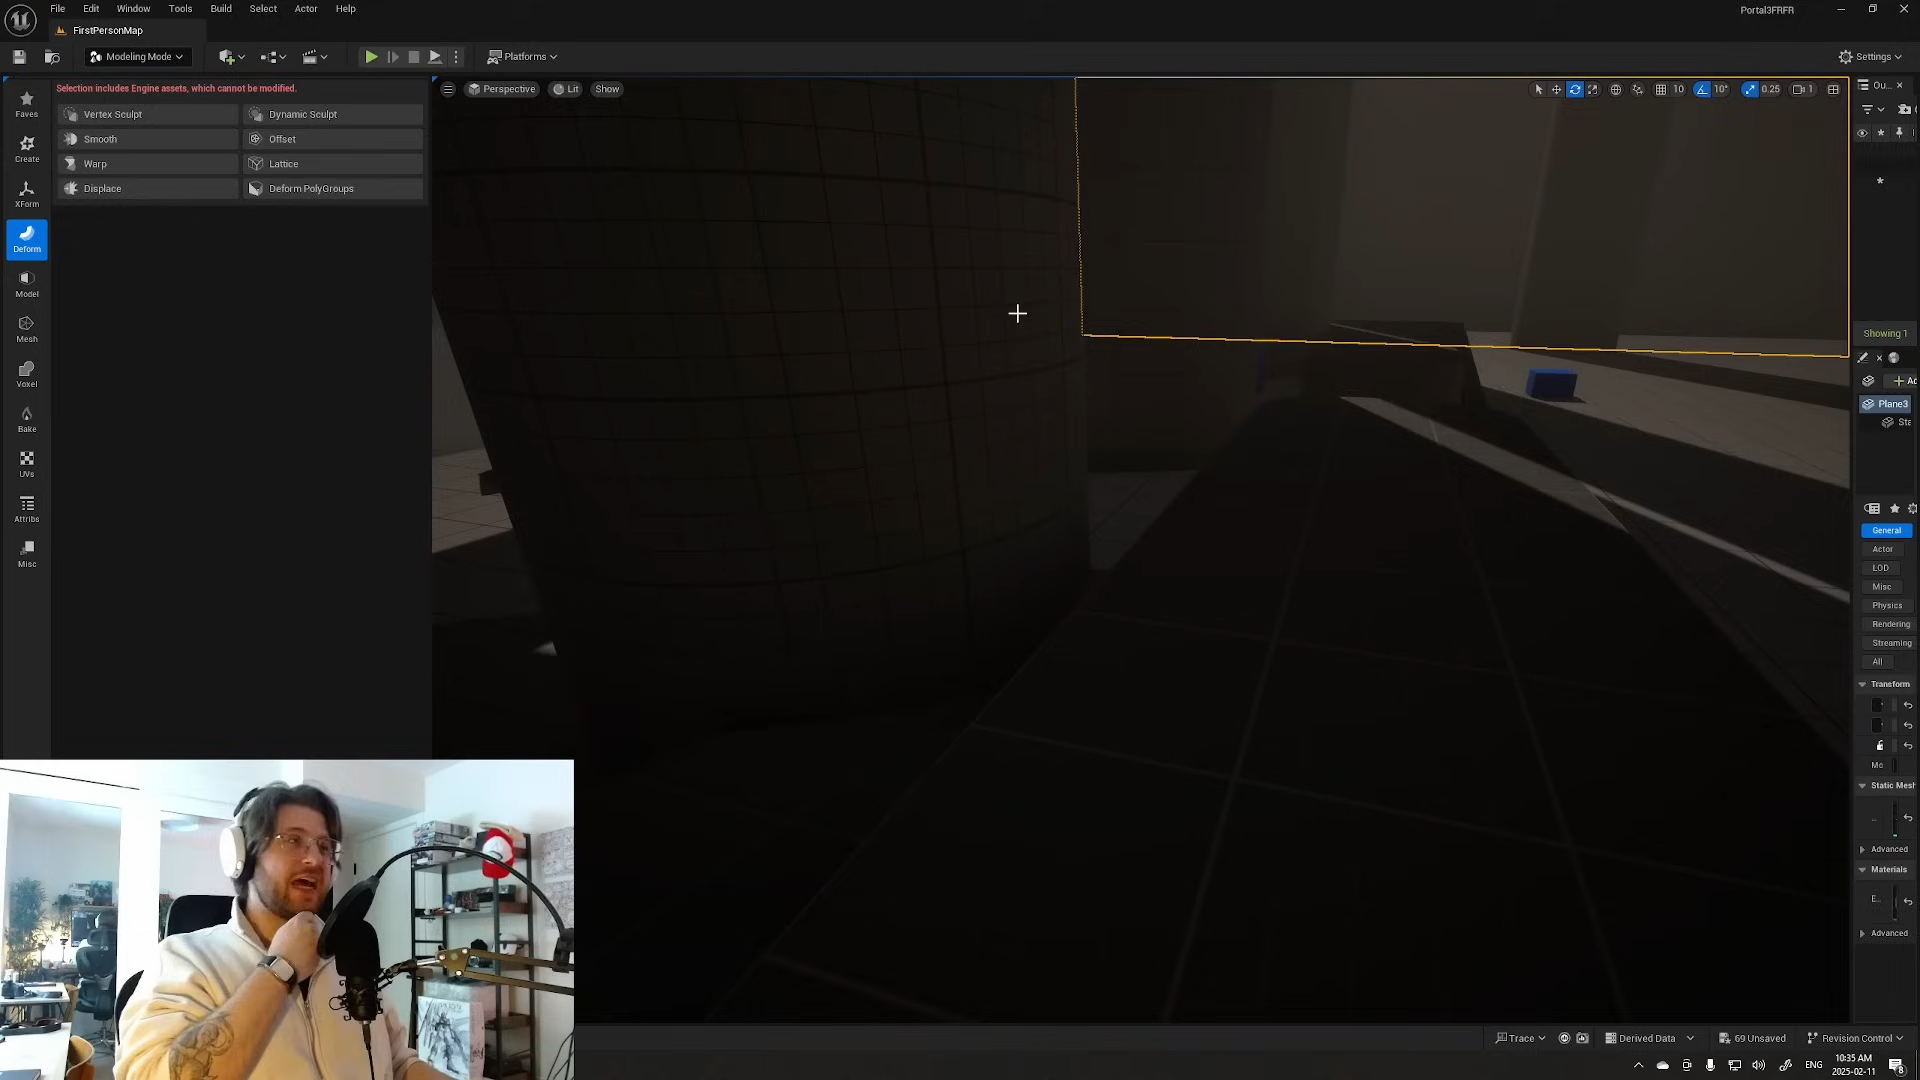 File Edit Window Tools Build Select Actor Help
Portal3FRFR
FirstPersonMap
Modeling Mode
Platforms
Settings
Selection includes Engine assets, which cannot be modified.
Perspective
Lit
Show
10
10°
0.25
1
Ou...
Faves
Create
XForm
Deform
Model
Mesh
Voxel
Bake
UVs
Attribs
Misc
Vertex Sculpt
Dynamic Sculpt
Smooth
Offset
Warp
Lattice
Displace
Deform PolyGroups
Showing 1
Plane3
General
Actor
LOD
Misc
Physics
Rendering
Streaming
All
Transform
Static Mesh
Advanced
Materials
Advanced
Trace
Derived Data
69 Unsaved
Revision Control
ENG
10:35 AM
2025-02-11